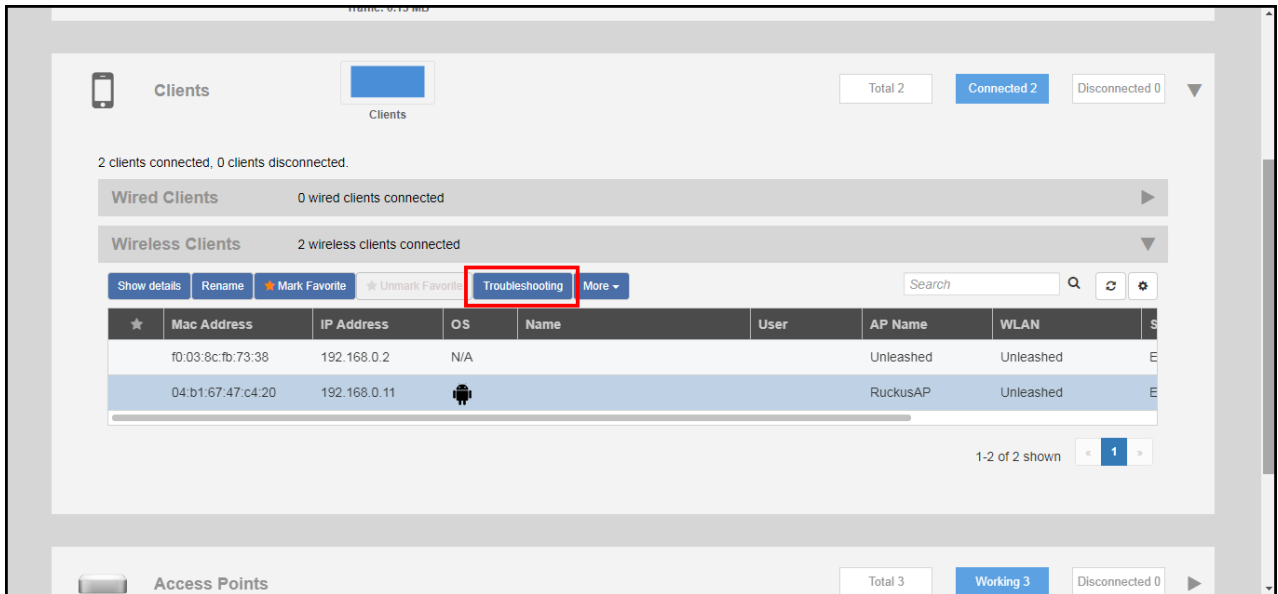 Traffic: 0.15 MB
Clients
Clients
Total 2
Connected 2
Disconnected 0
2 clients connected, 0 clients disconnected.
Wired Clients 0 wired clients connected
Wireless Clients 2 wireless clients connected
Show details Rename Mark Favorite Unmark Favorite Troubleshooting More Search
Mac Address IP Address OS Name User AP Name WLAN S
f0:03:8c:fb:73:38 192.168.0.2 N/A Unleashed Unleashed E
04:b1:67:47:c4:20 192.168.0.11 RuckusAP Unleashed E
1-2 of 2 shown « 1 »
Access Points Total 3 Working 3 Disconnected 0